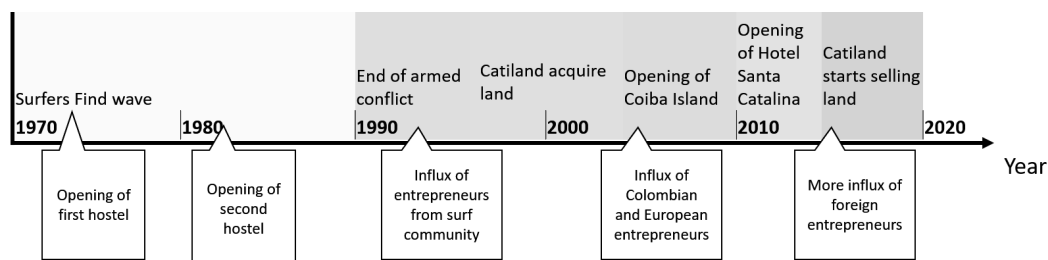 Surfers Find wave
End of armed
conflict
Catiland acquire
land
Opening of
Coiba Island
Opening
of Hotel
Santa
Catalina
Catiland
starts selling
land
1970
1980
1990
2000
2010
2020
Year
Opening of
first hostel
Opening of
second
hostel
Influx of
entrepreneurs
from surf
community
Influx of
Colombian
and European
entrepreneurs
More influx of
foreign
entrepreneurs